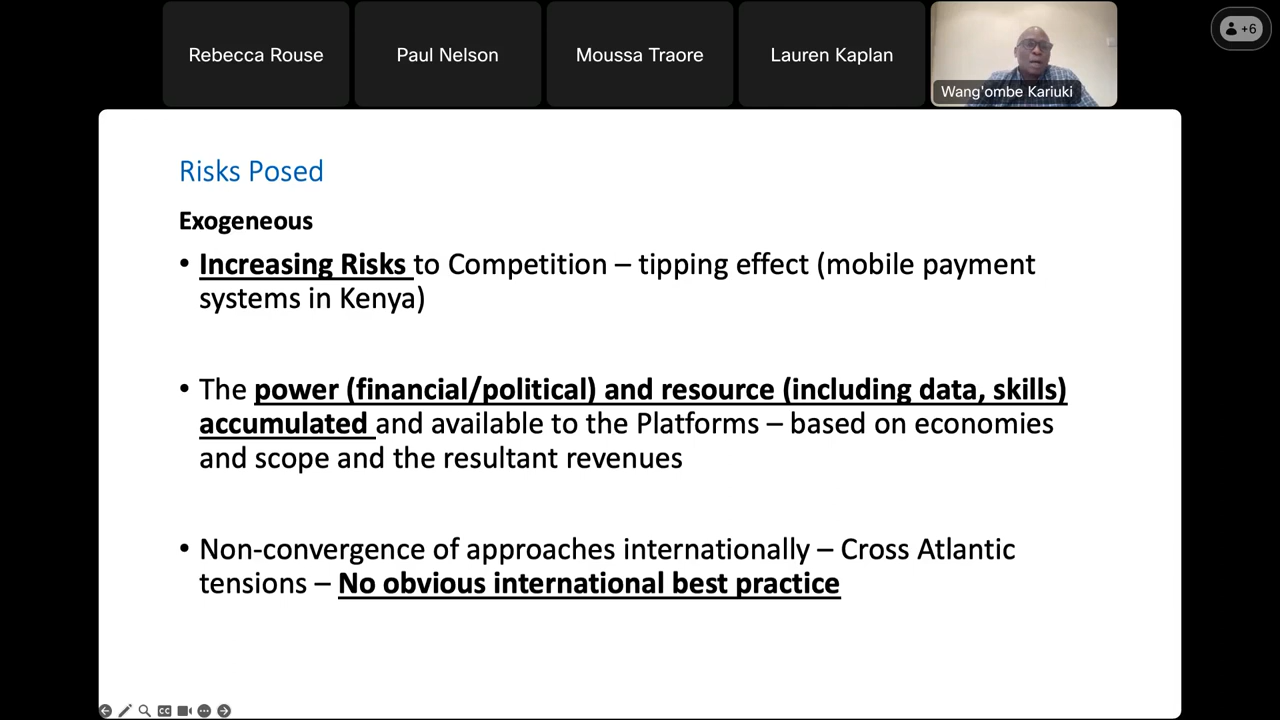 Rebecca Rouse
Paul Nelson
Moussa Traore
Lauren Kaplan
Wang'ombe Kariuki
+6
Risks Posed
Exogeneous
• Increasing Risks to Competition – tipping effect (mobile payment
systems in Kenya)
• The power (financial/political) and resource (including data, skills)
accumulated and available to the Platforms – based on economies
and scope and the resultant revenues
• Non-convergence of approaches internationally – Cross Atlantic
tensions – No obvious international best practice
CC